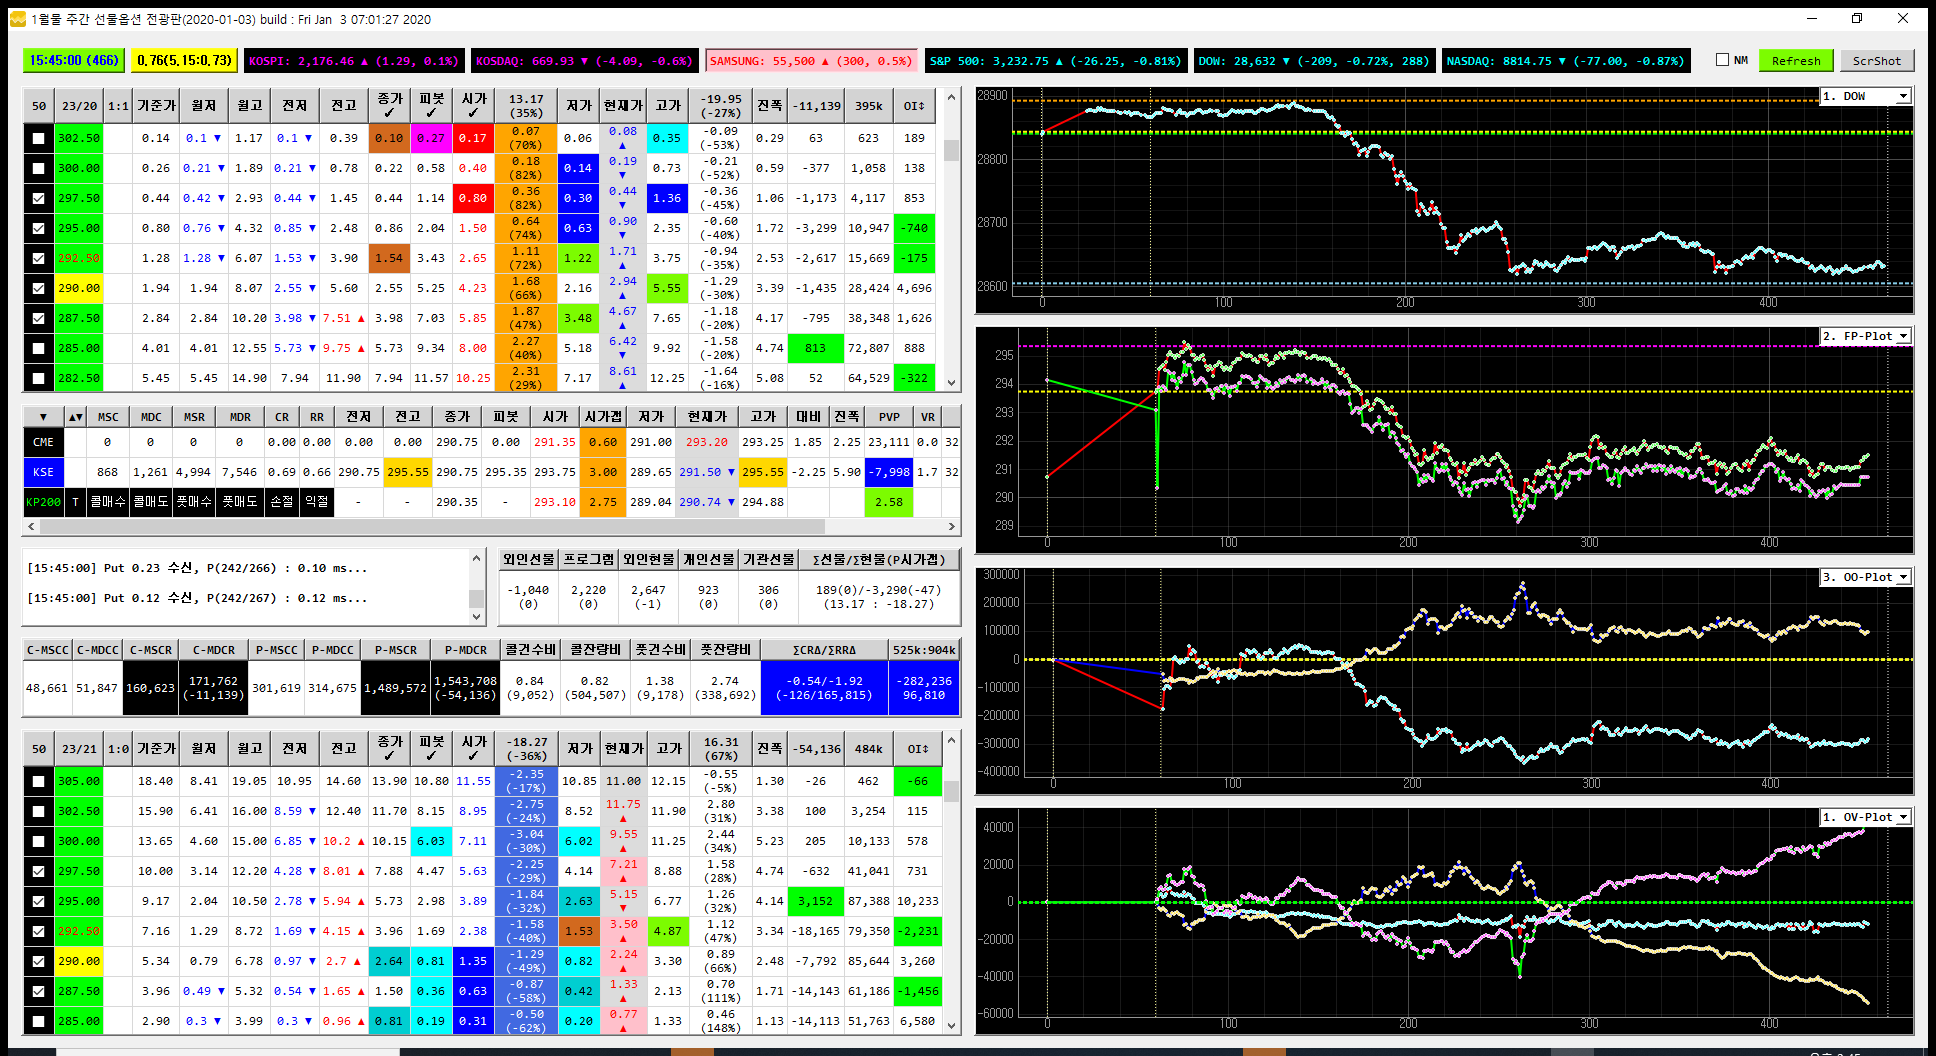 1월물 주간 선물옵션 전광판(2020-01-03) build : Fri Jan  3 07:01:27 2020
15:45:00 (466) 0.76(5.15:0.73) KOSPI: 2,176.46 ▲ (1.29, 0.1%) KOSDAQ: 669.93 ▼ (-4.09, -0.6%) SAMSUNG: 55,500 ▲ (300, 0.5%) S&P 500: 3,232.75 ▲ (-26.25, -0.81%) DOW: 28,632 ▼ (-209, -0.72%, 288) NASDAQ: 8814.75 ▼ (-77.00, -0.87%) NM Refresh ScrShot
50 23/20 1:1 기준가 월저 월고 전저 전고 종가 ✓ 피봇 ✓ 시가 ✓ 13.17 (35%) 저가 현재가 고가 -19.95 (-27%) 진폭 -11,139 395k OI↕
302.50 0.14 0.1 ▼ 1.17 0.1 ▼ 0.39 0.10 0.27 0.17 0.07 (70%) 0.06 0.08 ▲ 0.35 -0.09 (-53%) 0.29 63 623 189
300.00 0.26 0.21 ▼ 1.89 0.21 ▼ 0.78 0.22 0.58 0.40 0.18 (82%) 0.14 0.19 ▼ 0.73 -0.21 (-52%) 0.59 -377 1,058 138
297.50 0.44 0.42 ▼ 2.93 0.44 ▼ 1.45 0.44 1.14 0.80 0.36 (82%) 0.30 0.44 ▼ 1.36 -0.36 (-45%) 1.06 -1,173 4,117 853
295.00 0.80 0.76 ▼ 4.32 0.85 ▼ 2.48 0.86 2.04 1.50 0.64 (74%) 0.63 0.90 ▼ 2.35 -0.60 (-40%) 1.72 -3,299 10,947 -740
292.50 1.28 1.28 ▼ 6.07 1.53 ▼ 3.90 1.54 3.43 2.65 1.11 (72%) 1.22 1.71 ▲ 3.75 -0.94 (-35%) 2.53 -2,617 15,669 -175
290.00 1.94 1.94 8.07 2.55 ▼ 5.60 2.55 5.25 4.23 1.68 (66%) 2.16 2.94 ▲ 5.55 -1.29 (-30%) 3.39 -1,435 28,424 4,696
287.50 2.84 2.84 10.20 3.98 ▼ 7.51 ▲ 3.98 7.03 5.85 1.87 (47%) 3.48 4.67 ▲ 7.65 -1.18 (-20%) 4.17 -795 38,348 1,626
285.00 4.01 4.01 12.55 5.73 ▼ 9.75 ▲ 5.73 9.34 8.00 2.27 (40%) 5.18 6.42 ▼ 9.92 -1.58 (-20%) 4.74 813 72,807 888
282.50 5.45 5.45 14.90 7.94 11.90 7.94 11.57 10.25 2.31 (29%) 7.17 8.61 ▲ 12.25 -1.64 (-16%) 5.08 52 64,529 -322
▼ ▲▼ MSC MDC MSR MDR CR RR 전저 전고 종가 피봇 시가 시가갭 저가 현재가 고가 대비 진폭 PVP VR
CME 0 0 0 0 0.00 0.00 0.00 0.00 290.75 0.00 291.35 0.60 291.00 293.20 293.25 1.85 2.25 23,111 0.0 32
KSE 868 1,261 4,994 7,546 0.69 0.66 290.75 295.55 290.75 295.35 293.75 3.00 289.65 291.50 ▼ 295.55 -2.25 5.90 -7,998 1.7 32
KP200 T 콜매수 콜매도 풋매수 풋매도 손절 익절 - - 290.35 - 293.10 2.75 289.04 290.74 ▼ 294.88 2.58
[15:45:00] Put 0.23 수신, P(242/266) : 0.10 ms...
[15:45:00] Put 0.12 수신, P(242/267) : 0.12 ms...
외인선물 프로그램 외인현물 개인선물 기관선물 Σ선물/Σ현물(P시가갭)
-1,040 2,220 2,647 923 306 189(0)/-3,290(-47)
(0) (0) (-1) (0) (0) (13.17 : -18.27)
C-MSCC C-MDCC C-MSCR C-MDCR P-MSCC P-MDCC P-MSCR P-MDCR 콜건수비 콜잔량비 풋건수비 풋잔량비 ΣCRΔ/ΣRRΔ 525k:904k
48,661 51,847 160,623 171,762 (-11,139) 301,619 314,675 1,489,572 1,543,708 (-54,136) 0.84 (9,052) 0.82 (504,507) 1.38 (9,178) 2.74 (338,692) -0.54/-1.92 (-126/165,815) -282,236 96,810
50 23/21 1:0 기준가 월저 월고 전저 전고 종가 ✓ 피봇 ✓ 시가 ✓ -18.27 (-36%) 저가 현재가 고가 16.31 (67%) 진폭 -54,136 484k OI↕
305.00 18.40 8.41 19.05 10.95 14.60 13.90 10.80 11.55 -2.35 (-17%) 10.85 11.00 12.15 -0.55 (-5%) 1.30 -26 462 -66
302.50 15.90 6.41 16.00 8.59 ▼ 12.40 11.70 8.15 8.95 -2.75 (-24%) 8.52 11.75 ▲ 11.90 2.80 (31%) 3.38 100 3,254 115
300.00 13.65 4.60 15.00 6.85 ▼ 10.2 ▲ 10.15 6.03 7.11 -3.04 (-30%) 6.02 9.55 ▲ 11.25 2.44 (34%) 5.23 205 10,133 578
297.50 10.00 3.14 12.20 4.28 ▼ 8.01 ▲ 7.88 4.47 5.63 -2.25 (-29%) 4.14 7.21 ▲ 8.88 1.58 (28%) 4.74 -632 41,041 731
295.00 9.17 2.04 10.50 2.78 ▼ 5.94 ▲ 5.73 2.98 3.89 -1.84 (-32%) 2.63 5.15 ▼ 6.77 1.26 (32%) 4.14 3,152 87,388 10,233
292.50 7.16 1.29 8.72 1.69 ▼ 4.15 ▲ 3.96 1.69 2.38 -1.58 (-40%) 1.53 3.50 ▲ 4.87 1.12 (47%) 3.34 -18,165 79,350 -2,231
290.00 5.34 0.79 6.78 0.97 ▼ 2.7 ▲ 2.64 0.81 1.35 -1.29 (-49%) 0.82 2.24 ▲ 3.30 0.89 (66%) 2.48 -7,792 85,644 3,260
287.50 3.96 0.49 ▼ 5.32 0.54 ▼ 1.65 ▲ 1.50 0.36 0.63 -0.87 (-58%) 0.42 1.33 ▲ 2.13 0.70 (111%) 1.71 -14,143 61,186 -1,456
285.00 2.90 0.3 ▼ 3.99 0.3 ▼ 0.96 ▲ 0.81 0.19 0.31 -0.50 (-62%) 0.20 0.77 ▲ 1.33 0.46 (148%) 1.13 -14,113 51,763 6,580
1. DOW
28900
28800
28700
28600
0 100 200 300 400
2. FP-Plot
295
294
293
292
291
290
289
0 100 200 300 400
3. OO-Plot
300000
200000
100000
0
-100000
-200000
-300000
-400000
0 100 200 300 400
1. OV-Plot
40000
20000
0
-20000
-40000
-60000
0 100 200 300 400